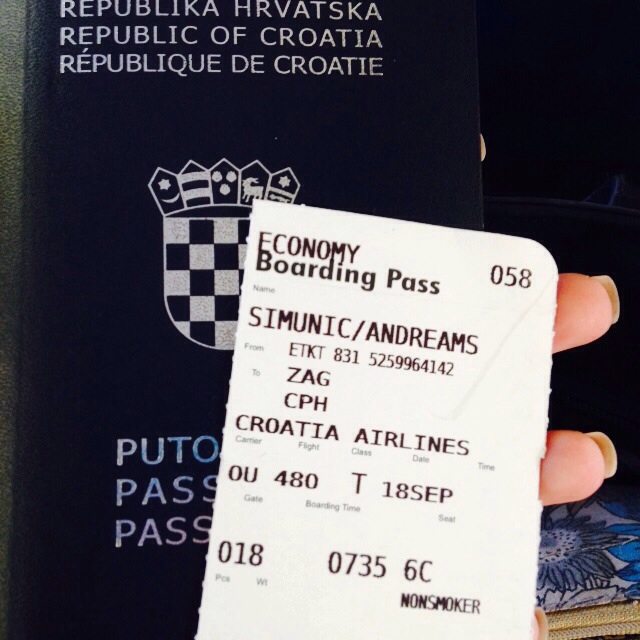 REPUBLIKA HRVATSKA
REPUBLIC OF CROATIA
RÉPUBLIQUE DE CROATIE
PUTO
PASS
PASS
ECONOMY
Boarding Pass 058
Name
SIMUNIC/ANDREAMS
From ETKT 831 5259964142
To ZAG
CPH
CROATIA AIRLINES
Carrier Flight Class Date Time
OU 480 T 18SEP
Gate Boarding Time Seat
018 0735 6C
Pcs Wt
NONSMOKER